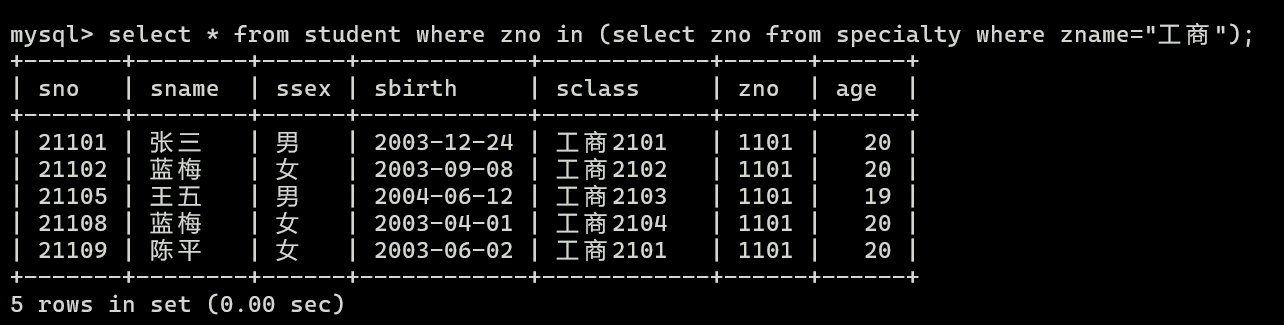 mysql> select * from student where zno in (select zno from specialty where zname="工商");
+-------+--------+------+------------+------------+------+------+
| sno   | sname  | ssex | sbirth     | sclass     | zno  | age  |
+-------+--------+------+------------+------------+------+------+
| 21101 | 张三   | 男   | 2003-12-24 | 工商2101   | 1101 |   20 |
| 21102 | 蓝梅   | 女   | 2003-09-08 | 工商2102   | 1101 |   20 |
| 21105 | 王五   | 男   | 2004-06-12 | 工商2103   | 1101 |   19 |
| 21108 | 蓝梅   | 女   | 2003-04-01 | 工商2104   | 1101 |   20 |
| 21109 | 陈平   | 女   | 2003-06-02 | 工商2101   | 1101 |   20 |
+-------+--------+------+------------+------------+------+------+
5 rows in set (0.00 sec)